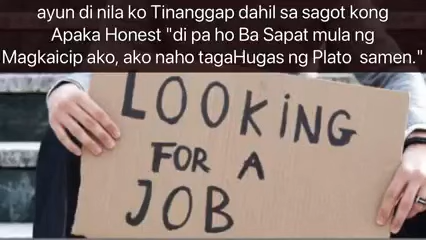 ayun di nila ko Tinanggap dahil sa sagot kong
Apaka Honest "di pa ho Ba Sapat mula ng
Magkaicip ako, ako naho tagaHugas ng Plato samen."
LOOKING
FOR A
JOB